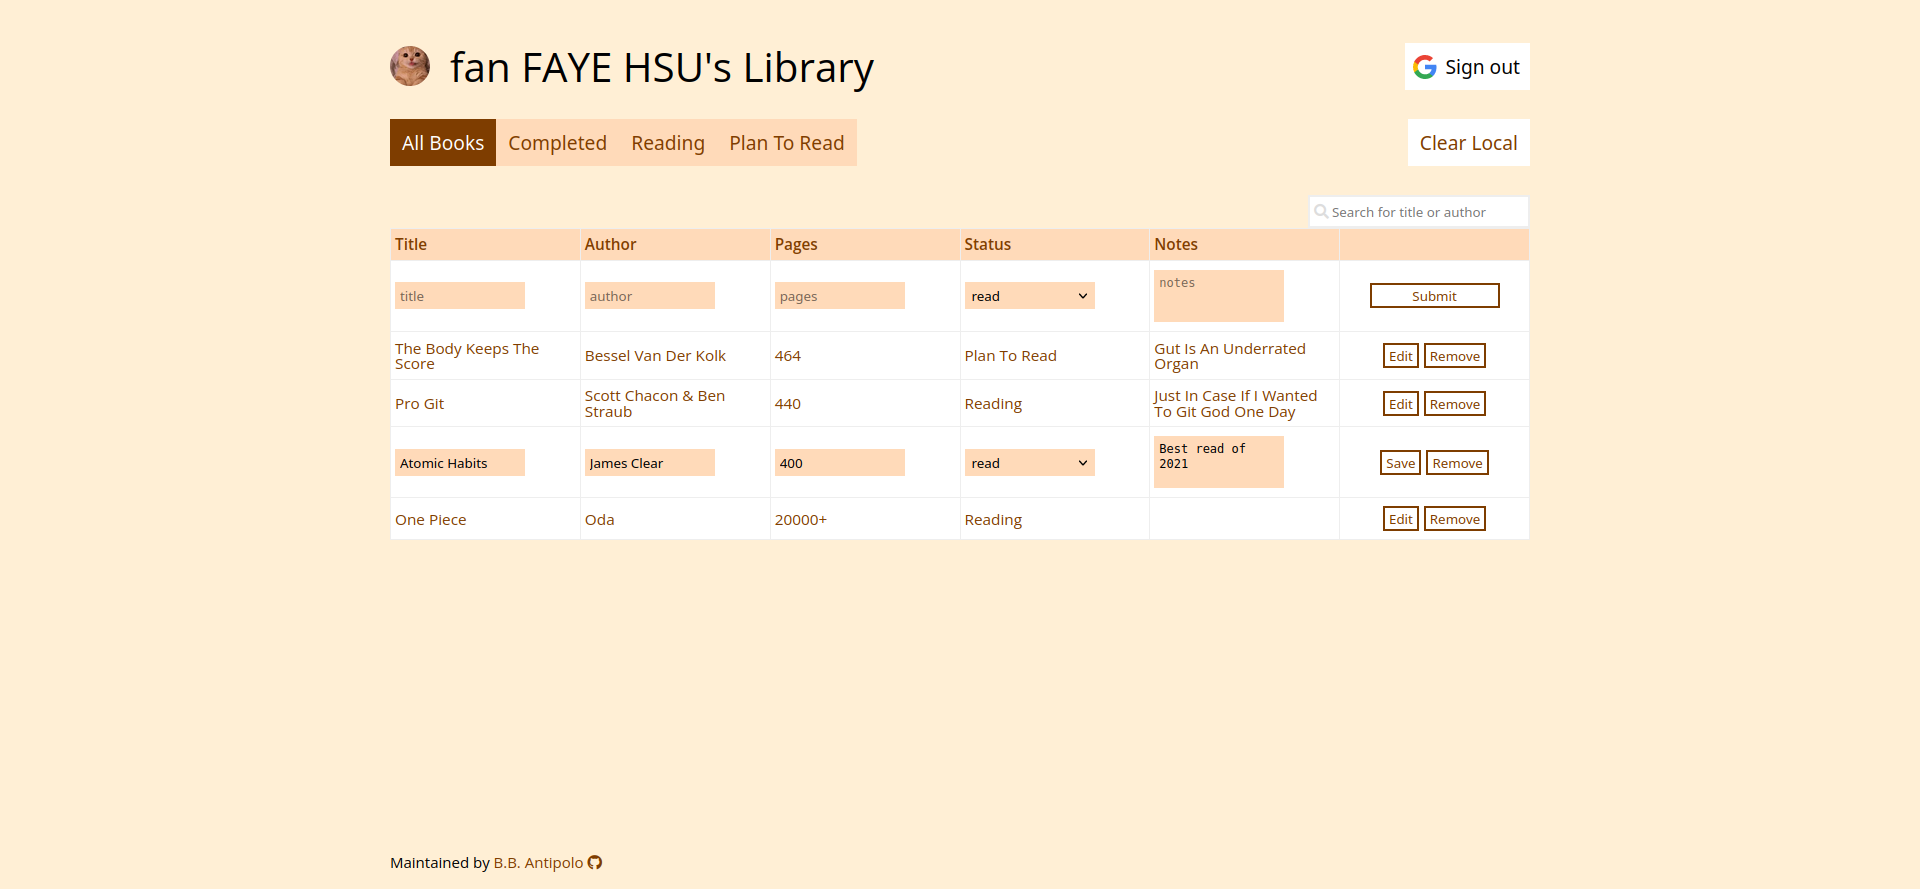 fan FAYE HSU's Library
Sign out
All Books Completed Reading Plan To Read
Clear Local
Search for title or author
Title Author Pages Status Notes
title author pages read notes Submit
The Body Keeps The
Score
Bessel Van Der Kolk
464
Plan To Read
Gut Is An Underrated
Organ
Edit Remove
Pro Git
Scott Chacon & Ben
Straub
440
Reading
Just In Case If I Wanted
To Git God One Day
Edit Remove
Atomic Habits
James Clear
400
read
Best read of
2021
Save Remove
One Piece
Oda
20000+
Reading
Edit Remove
Maintained by B.B. Antipolo